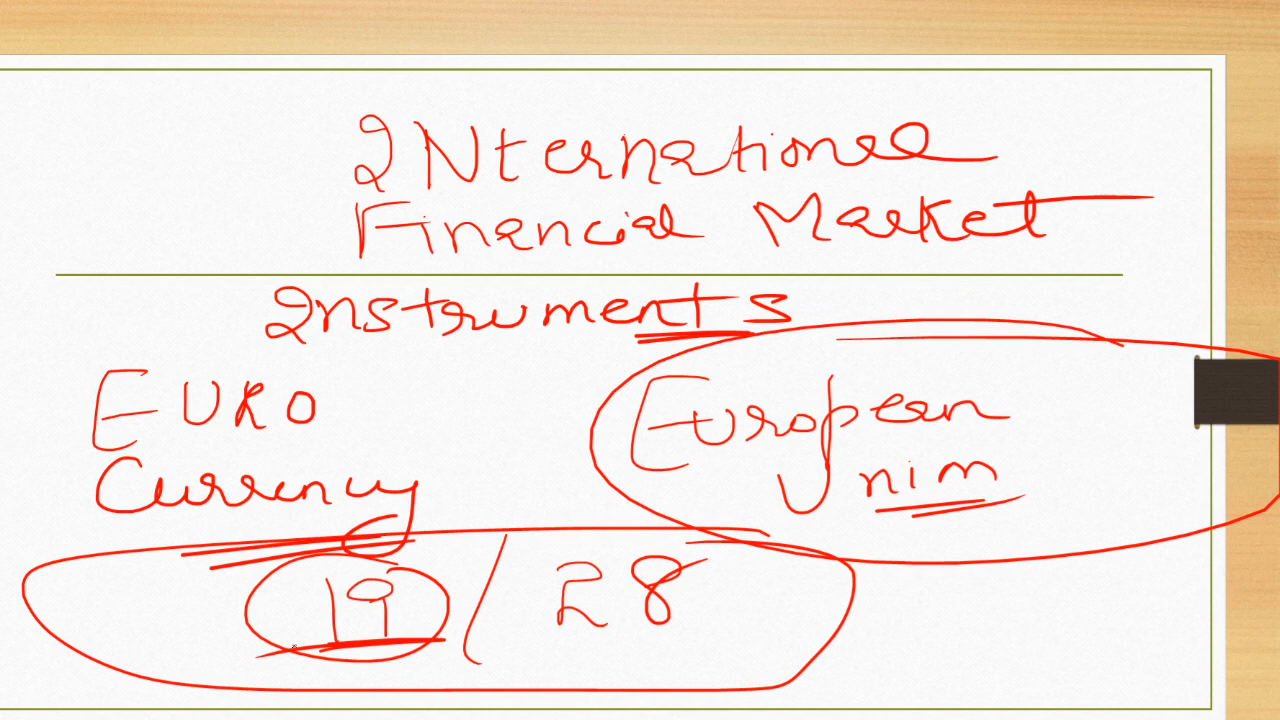 INternational
Financial Market
Instruments
EURO
Currency
European
Unim
19 / 28